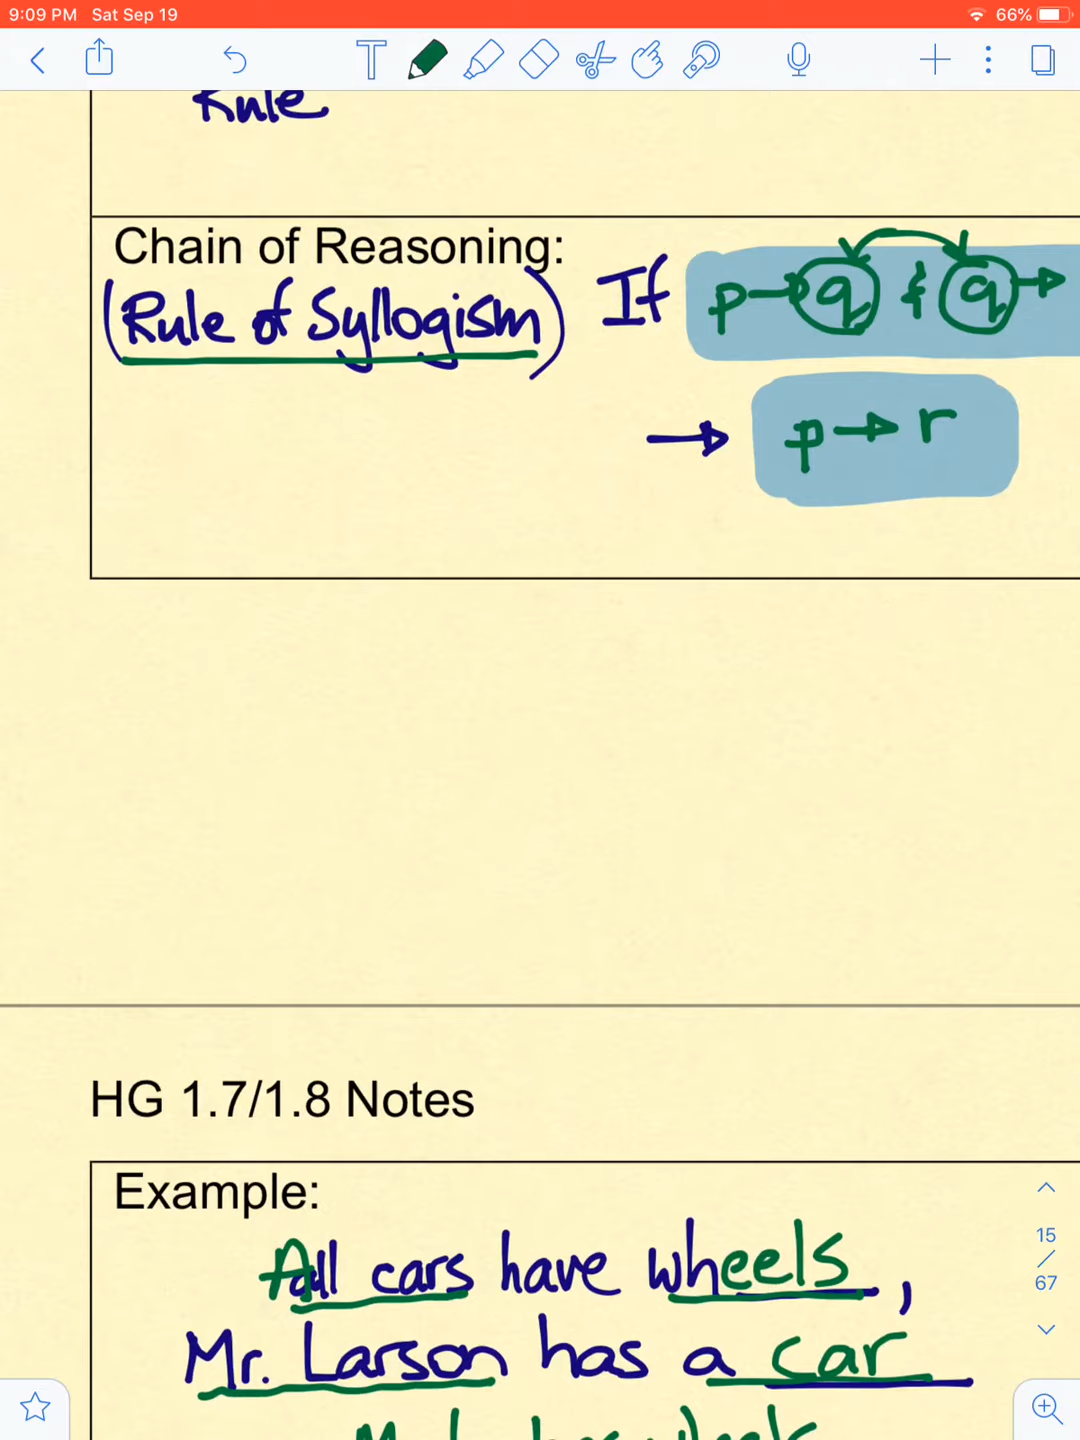 9:09 PM Sat Sep 19 66%
Rule
Chain of Reasoning:
(Rule of Syllogism) If p→q & q→
→ p→r
HG 1.7/1.8 Notes
Example:
All cars have wheels,
Mr. Larson has a car
15
/
67